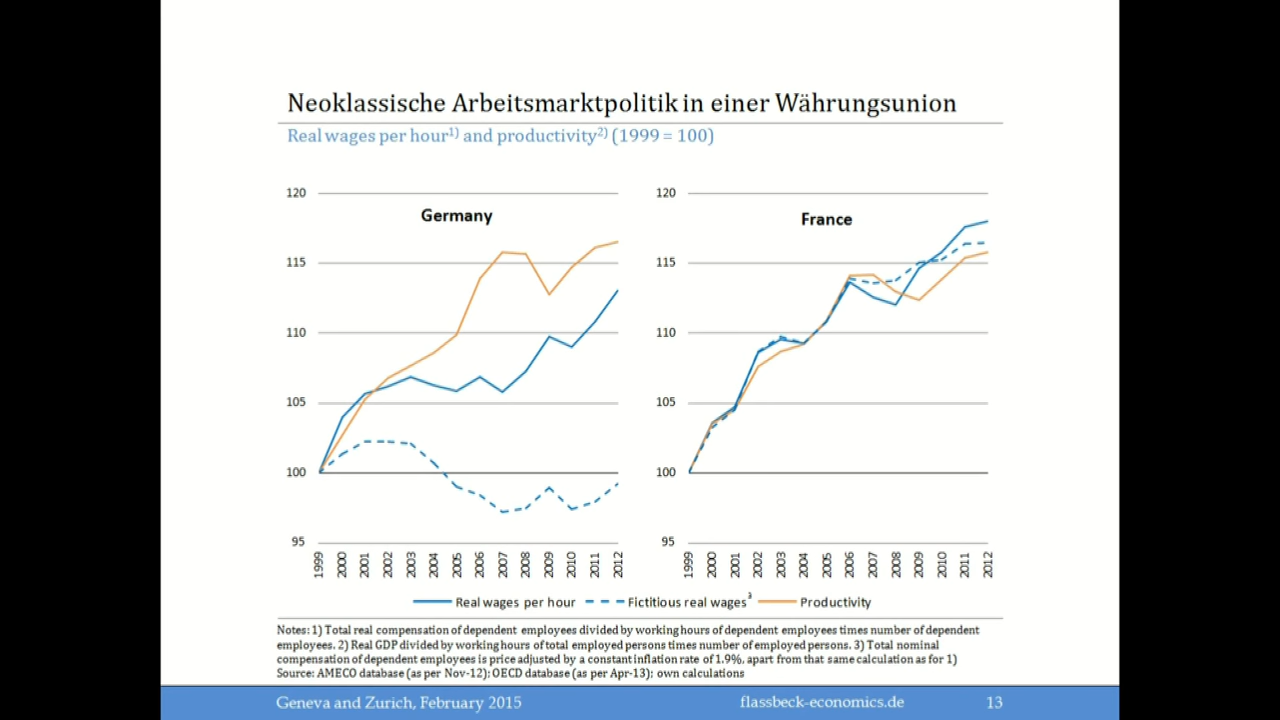 Neoklassische Arbeitsmarktpolitik in einer Währungsunion
Real wages per hour1) and productivity2) (1999 = 100)
120
115
110
105
100
95
Germany
1999 2000 2001 2002 2003 2004 2005 2006 2007 2008 2009 2010 2011 2012
120
115
110
105
100
95
France
1999 2000 2001 2002 2003 2004 2005 2006 2007 2008 2009 2010 2011 2012
Real wages per hour Fictitious real wages3 Productivity
Notes: 1) Total real compensation of dependent employees divided by working hours of dependent employees times number of dependent
employees. 2) Real GDP divided by working hours of total employed persons times number of employed persons. 3) Total nominal
compensation of dependent employees is price adjusted by a constant inflation rate of 1.9%, apart from that same calculation as for 1)
Source: AMECO database (as per Nov-12); OECD database (as per Apr-13); own calculations
Geneva and Zurich, February 2015 flassbeck-economics.de 13